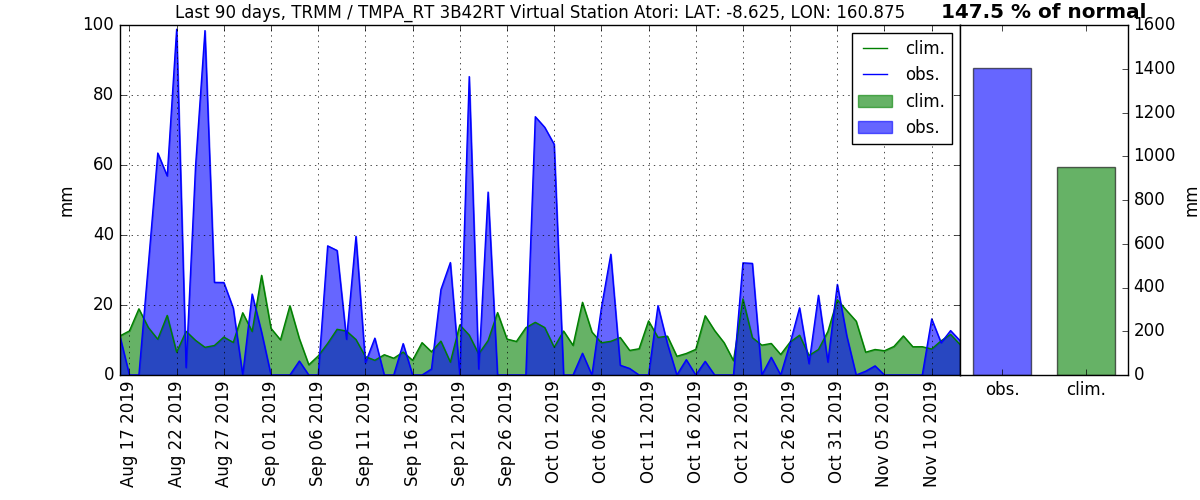 Last 90 days, TRMM / TMPA_RT 3B42RT Virtual Station Atori: LAT: -8.625, LON: 160.875
147.5 % of normal
100
80
60
40
20
0
mm
clim.
obs.
clim.
obs.
1600
1400
1200
1000
800
600
400
200
0
mm
Aug 17 2019
Aug 22 2019
Aug 27 2019
Sep 01 2019
Sep 06 2019
Sep 11 2019
Sep 16 2019
Sep 21 2019
Sep 26 2019
Oct 01 2019
Oct 06 2019
Oct 11 2019
Oct 16 2019
Oct 21 2019
Oct 26 2019
Oct 31 2019
Nov 05 2019
Nov 10 2019
obs.
clim.